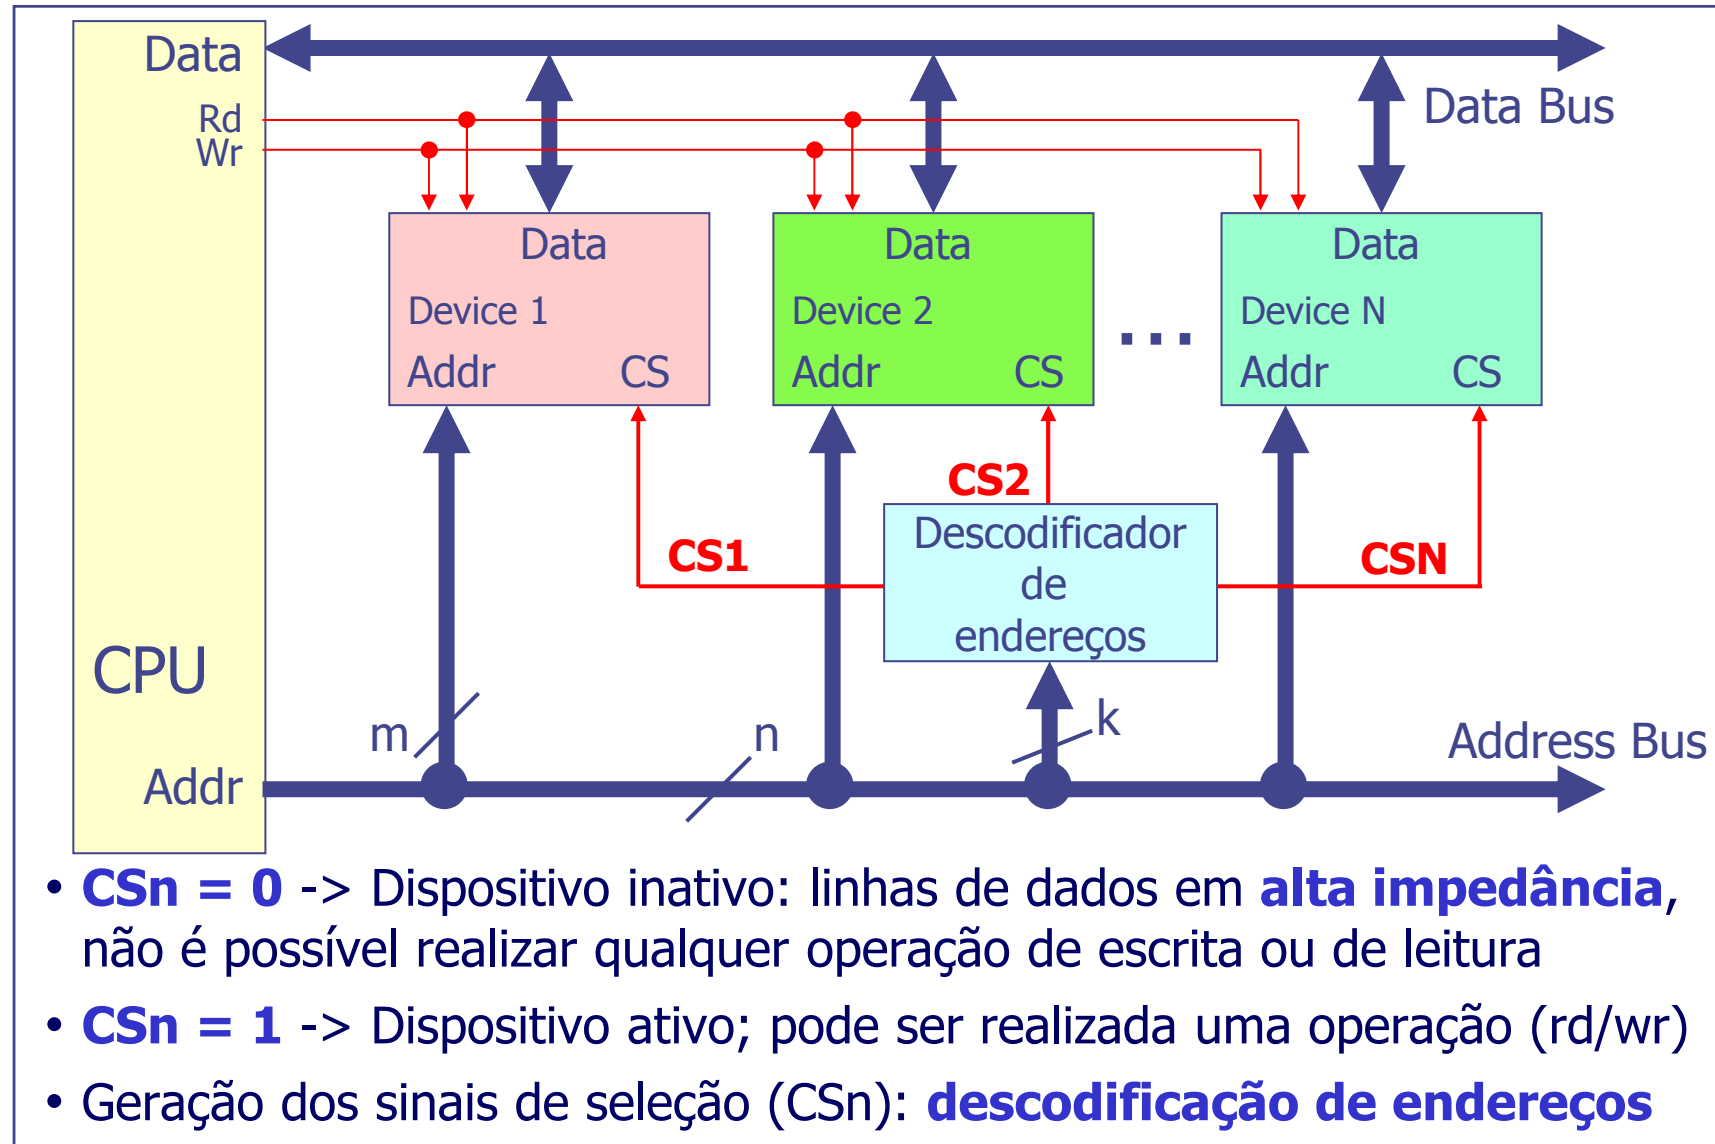 Data
Rd
Wr
Data Bus
Data
Device 1
Addr CS
Data
Device 2
Addr CS
...
Data
Device N
Addr CS
CS2
CS1
CSN
Descodificador
de
endereços
CPU
m
n
k
Address Bus
Addr
• CSn = 0 -> Dispositivo inativo: linhas de dados em alta impedância,
não é possível realizar qualquer operação de escrita ou de leitura
• CSn = 1 -> Dispositivo ativo; pode ser realizada uma operação (rd/wr)
• Geração dos sinais de seleção (CSn): descodificação de endereços